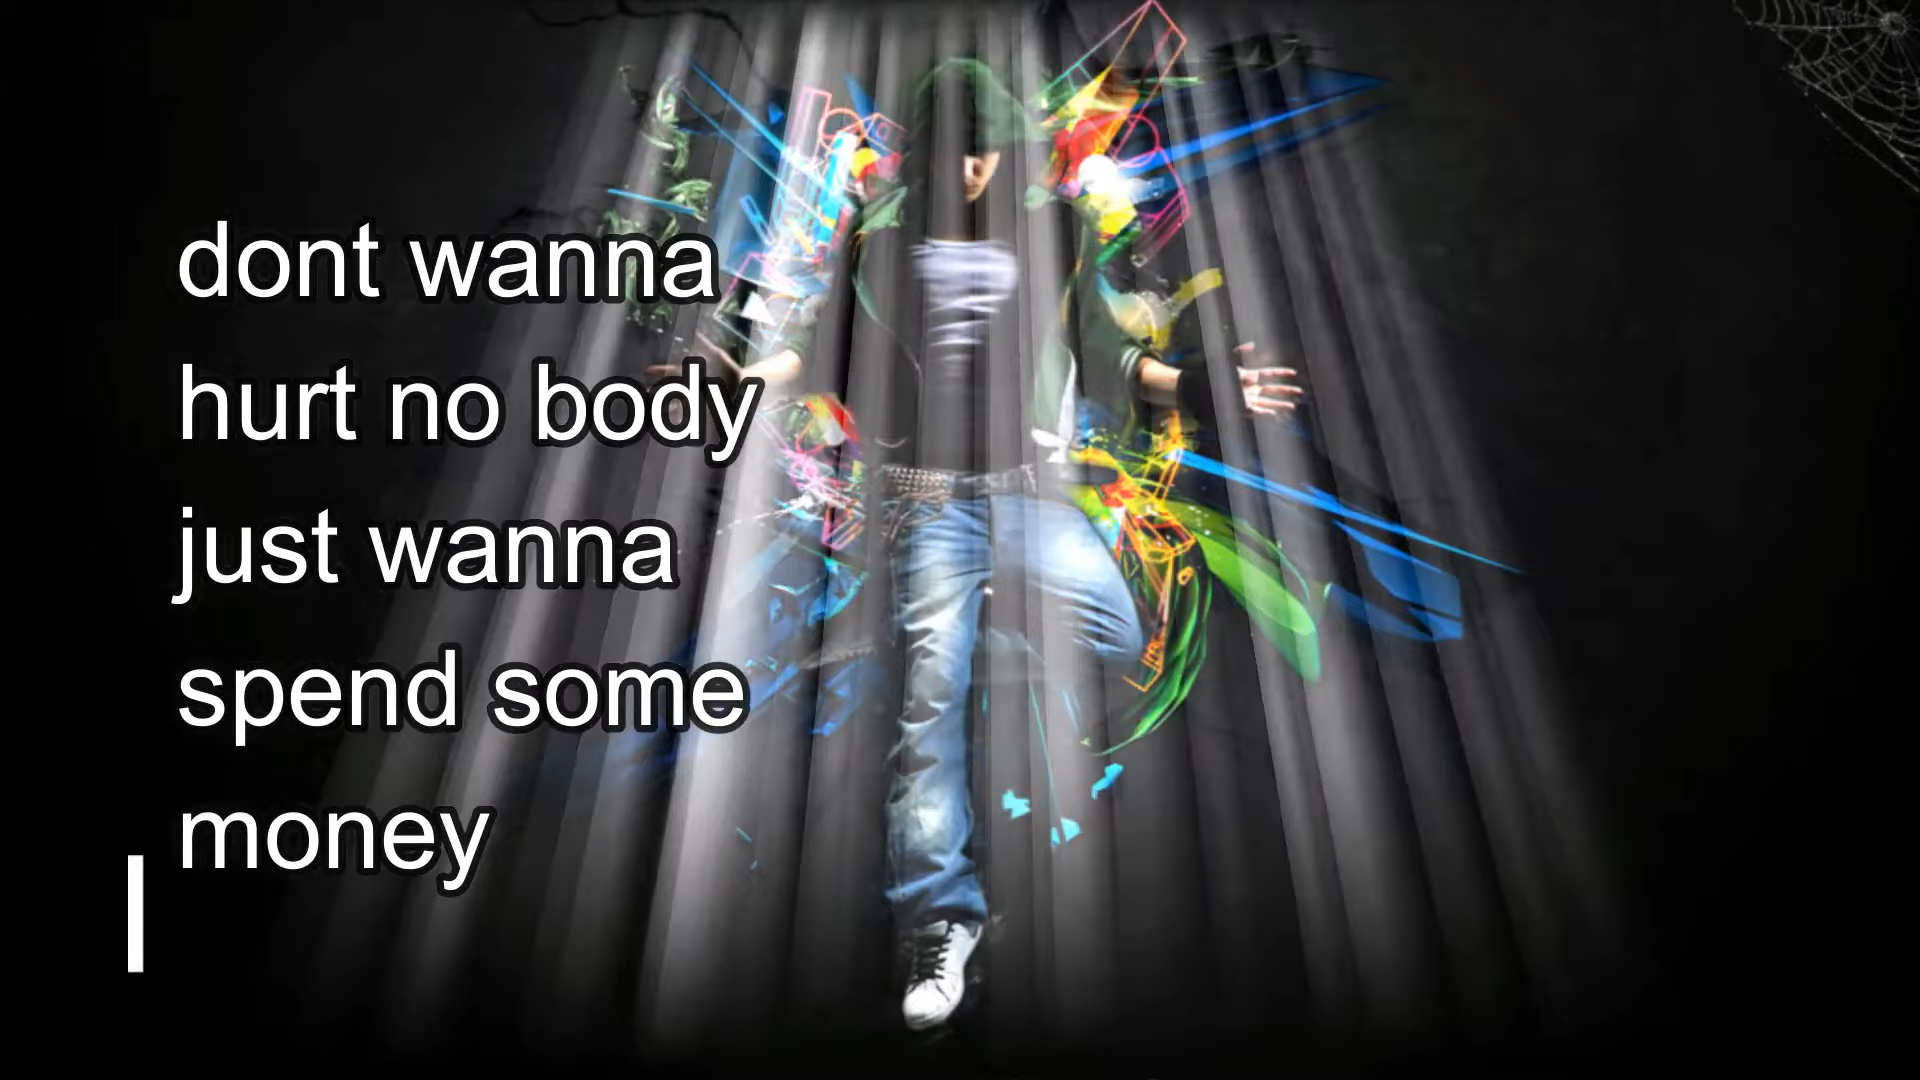 dont wanna
hurt no body
just wanna
spend some
money